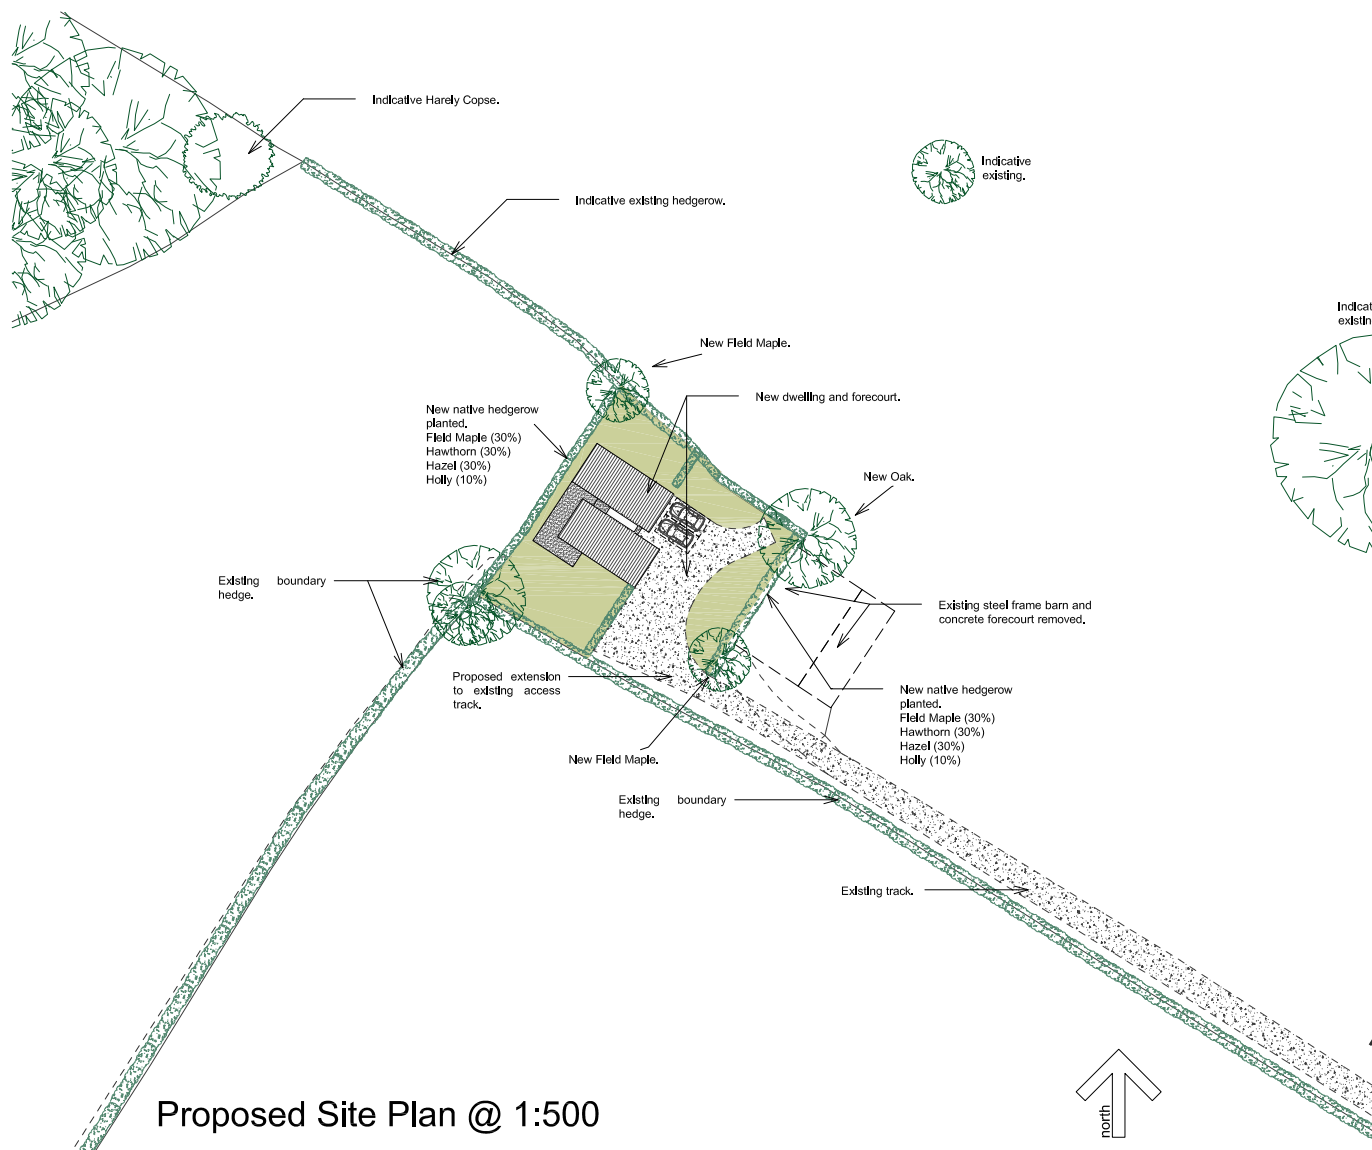 Indicative Harely Copse.
Indicative
existing.
Indicative existing hedgerow.
existin
New Field Maple.
New dwelling and forecourt.
New native hedgerow
planted.
Field Maple (30%)
Hawthorn (30%)
Hazel (30%)
Holly (10%)
New Oak.
Existing boundary
hedge.
Existing steel frame barn and
concrete forecourt removed.
Proposed extension
to existing access
track.
New native hedgerow
planted.
Field Maple (30%)
Hawthorn (30%)
Hazel (30%)
Holly (10%)
New Field Maple.
Existing boundary
hedge.
Existing track.
Proposed Site Plan @ 1:500
north